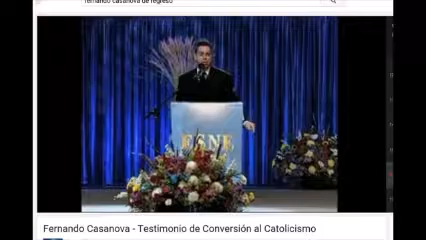 fernando casanova de regreso
ESNE
Fernando Casanova - Testimonio de Conversión al Catolicismo